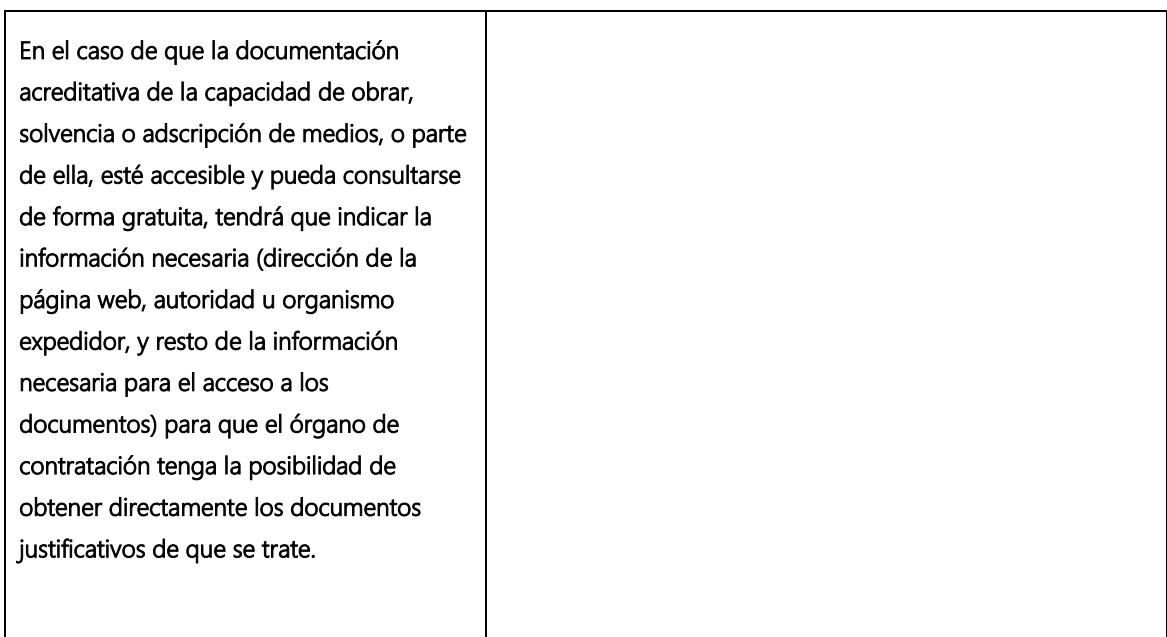 En el caso de que la documentación
acreditativa de la capacidad de obrar,
solvencia o adscripción de medios, o parte
de ella, esté accesible y pueda consultarse
de forma gratuita, tendrá que indicar la
información necesaria (dirección de la
página web, autoridad u organismo
expedidor, y resto de la información
necesaria para el acceso a los
documentos) para que el órgano de
contratación tenga la posibilidad de
obtener directamente los documentos
justificativos de que se trate.